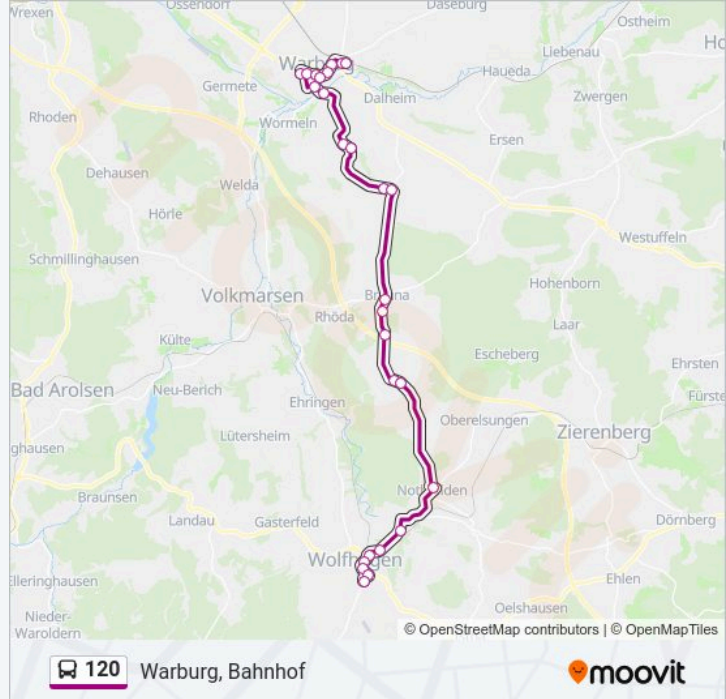 Wrexen
Ossendorf
Daseburg
Ostheim
Liebenau
Ho
Warburg
Haueda
Germete
Dalheim
Zwergen
Rhoden
Wormeln
Ersen
Dehausen
Welda
Hörle
Westuffeln
Schmillinghausen
Volkmarsen
Hohenborn
Rhöda
Laar
Külte
Escheberg
Ehrsten
Bad Arolsen
Neu-Berich
Fürste
Ehringen
Oberelsungen
Lütersheim
Zierenberg
ghausen
Braunsen
Landau
Gasterfeld
Dörnberg
Wolfhagen
Elleringhausen
Ehlen
Nieder-
Waroldern
Oelshausen
© OpenStreetMap contributors | © OpenMapTiles
120 Warburg, Bahnhof
moovit